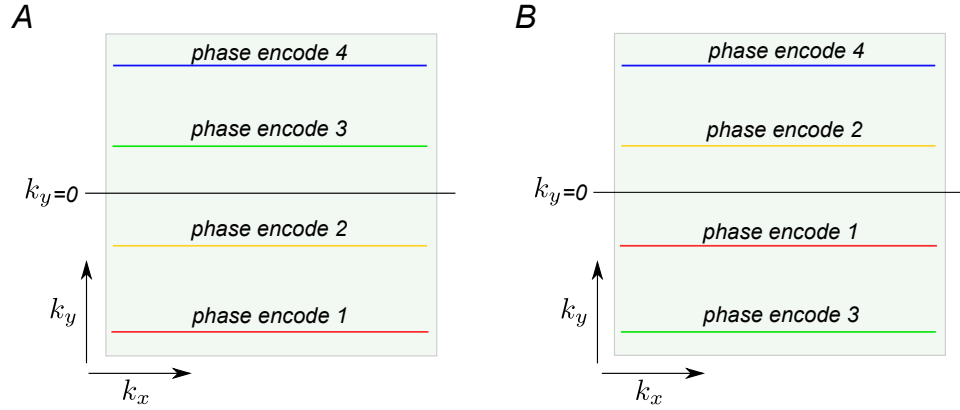 A
phase encode 4
phase encode 3
k_y=0
phase encode 2
k_y
phase encode 1
k_x
B
phase encode 4
phase encode 2
k_y=0
phase encode 1
k_y
phase encode 3
k_x